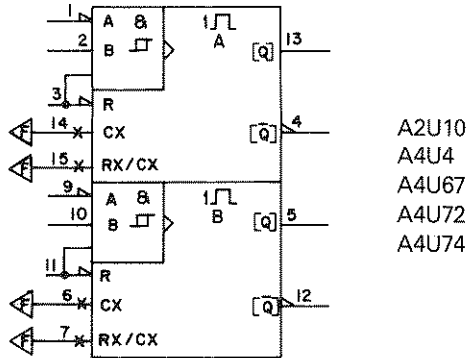 1 A & 1 A [Q] 13
2 B
3 R [Q̅] 4
F 14 CX
F 15 RX/CX
9 A & 1 B [Q] 5
10 B
11 R
F 6 CX [Q̅] 12
F 7 RX/CX
A2U10
A4U4
A4U67
A4U72
A4U74